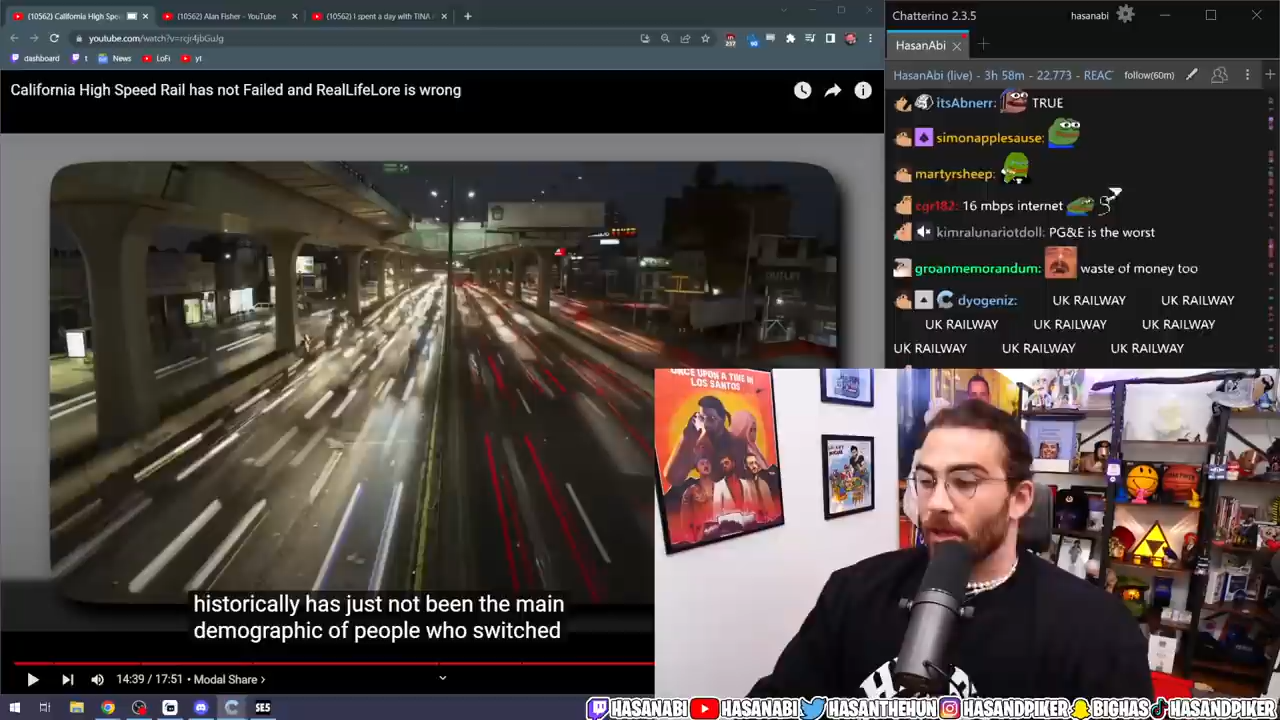 (10562) California High Spee
(10562) Alan Fisher - YouTube
(10562) I spent a day with TINA
youtube.com/watch?v=rcjr4jbGuJg
dashboard
t
News
LoFi
yt
California High Speed Rail has not Failed and RealLifeLore is wrong
historically has just not been the main
demographic of people who switched
14:39 / 17:51 • Modal Share
Chatterino 2.3.5
hasanabi
HasanAbi
HasanAbi (live) - 3h 58m - 22.773 - REAC
follow(60m)
itsAbnerr: TRUE
simonapplesause:
martysheep:
cgr182: 16 mbps internet
kimralunariotdoll: PG&E is the worst
groanmemorandum: waste of money too
dyogeniz: UK RAILWAY UK RAILWAY
UK RAILWAY UK RAILWAY UK RAILWAY
UK RAILWAY UK RAILWAY UK RAILWAY
ONCE UPON A TIME IN
LOS SANTOS
SE5
HASANABI HASANABI HASANTHEHUN HASANDPIKER BIGHAS HASANDPIKER